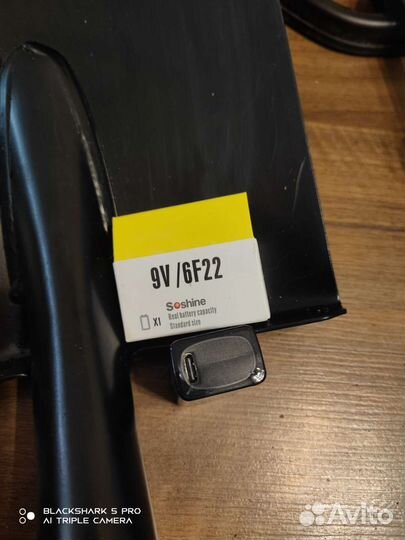 9V/6F22
Soshine
X1
Real battery capacity
Standard size
BLACKSHARK 5 PRO
AI TRIPLE CAMERA
Avito